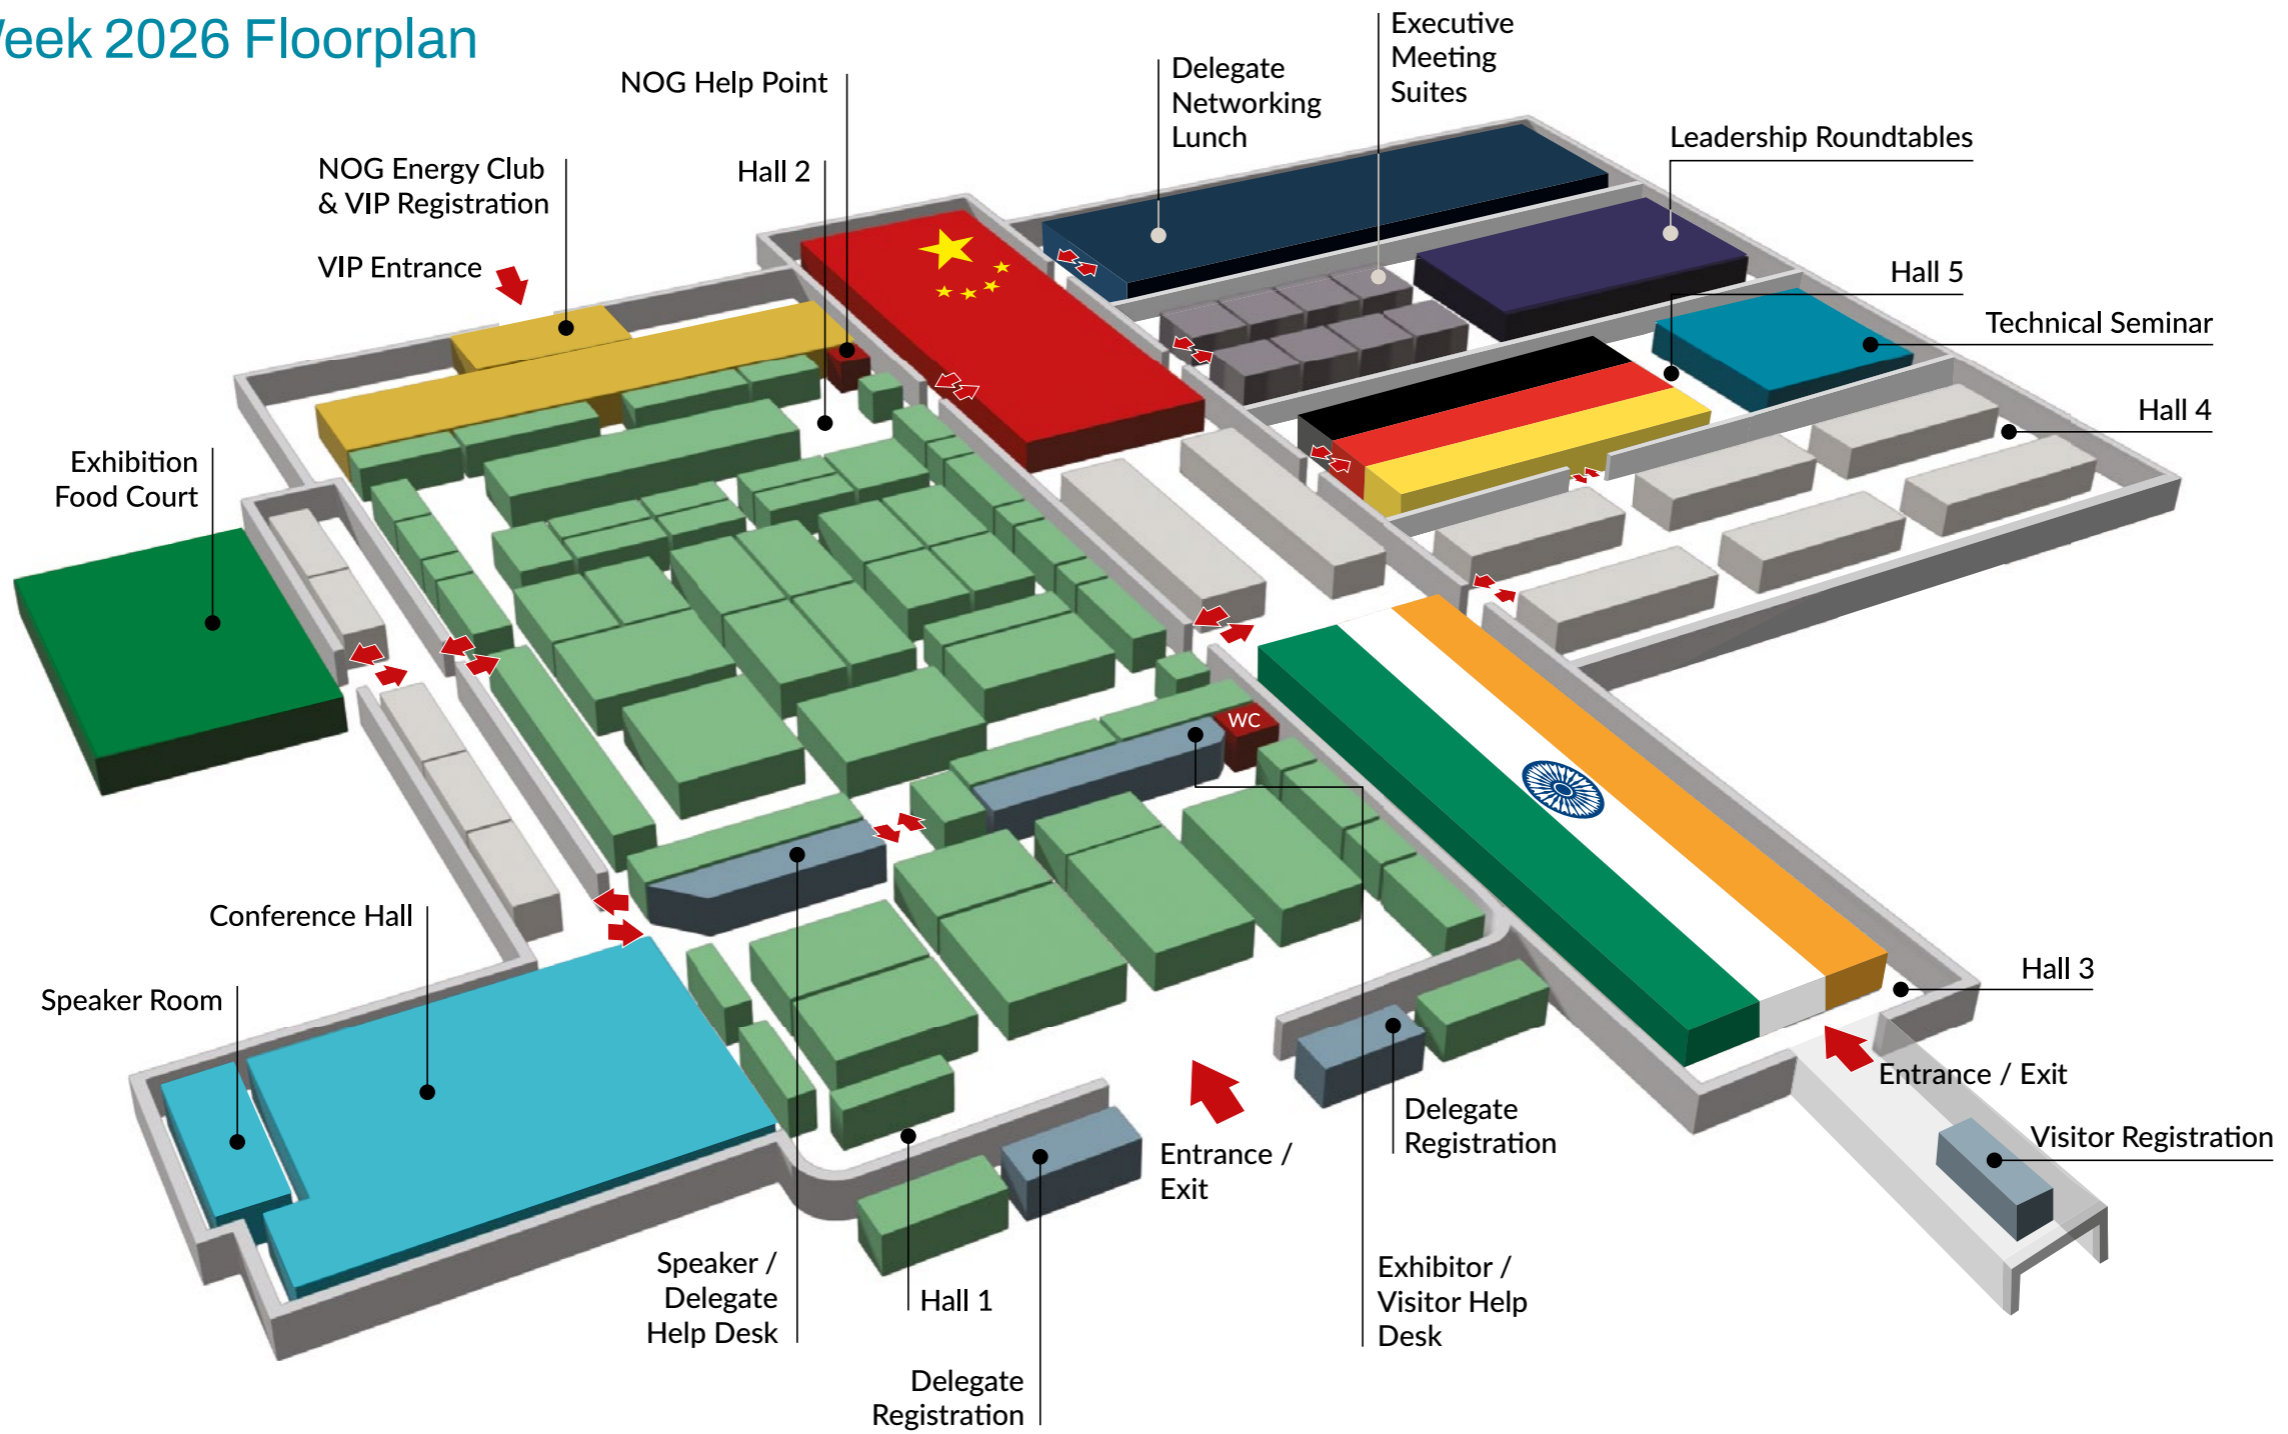 Week 2026 Floorplan
Executive
Meeting
Suites
Delegate
Networking
Lunch
NOG Help Point
Leadership Roundtables
NOG Energy Club
& VIP Registration
Hall 2
VIP Entrance
Hall 5
Technical Seminar
Hall 4
Exhibition
Food Court
WC
Conference Hall
Speaker Room
Hall 3
Entrance / Exit
Delegate
Registration
Visitor Registration
Entrance /
Exit
Speaker /
Delegate
Help Desk
Hall 1
Exhibitor /
Visitor Help
Desk
Delegate
Registration